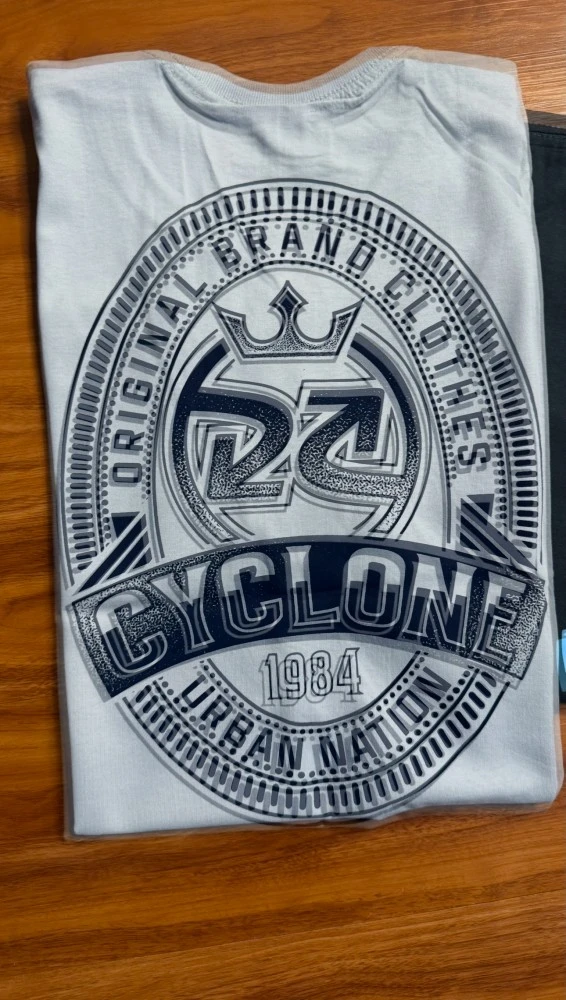 ORIGINAL BRAND CLOTHES
CYCLONE
1984
URBAN NATION